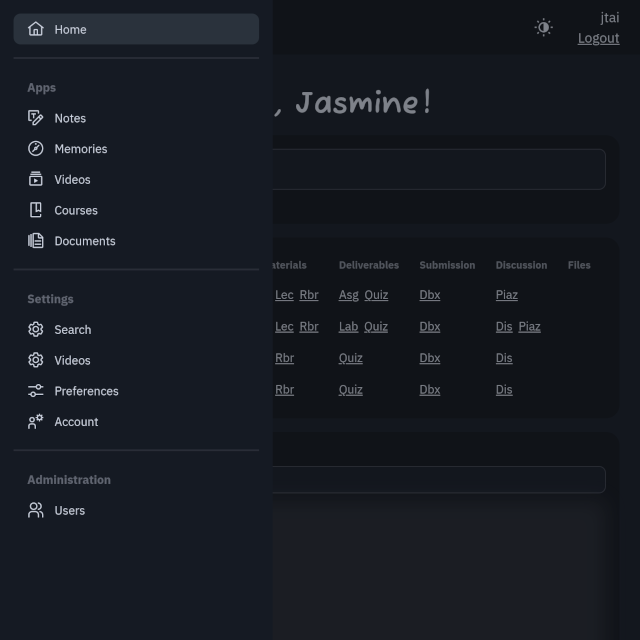 Home
jtai
Logout
, Jasmine!
Apps
Notes
Memories
Videos
Courses
Documents
Deliverables Submission Discussion Files
Lec Rbr Asg Quiz Dbx Piaz
Lec Rbr Lab Quiz Dbx Dis Piaz
Rbr Quiz Dbx Dis
Rbr Quiz Dbx Dis
Settings
Search
Videos
Preferences
Account
Administration
Users